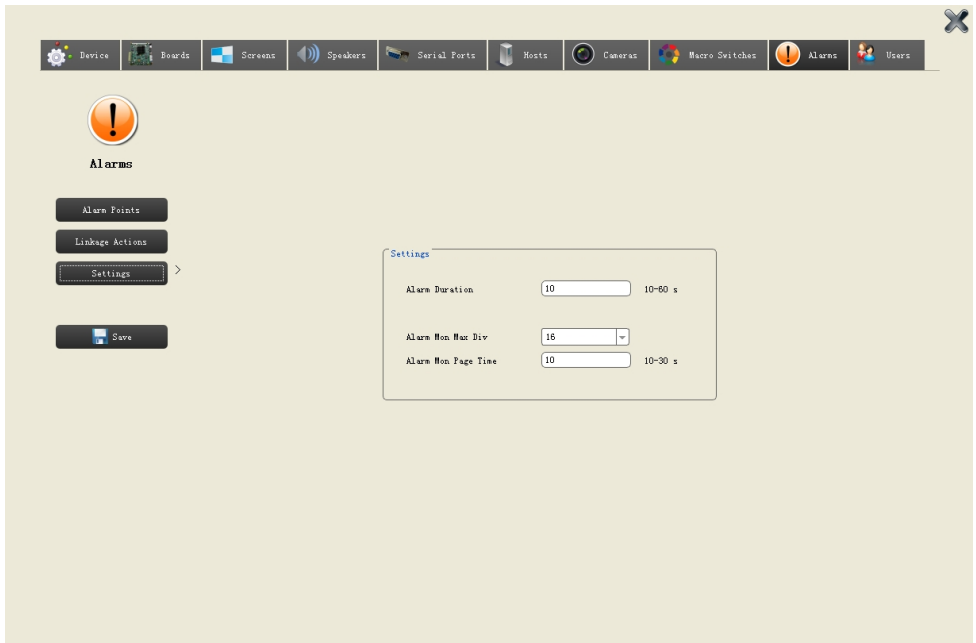 Device Boards Screens Speakers Serial Ports Hosts Cameras Macro Switches Alarms Users
Alarms
Alarm Points
Linkage Actions
Settings >
Save
Settings
Alarm Duration 10 10-60 s
Alarm Mon Max Div 16
Alarm Mon Page Time 10 10-30 s